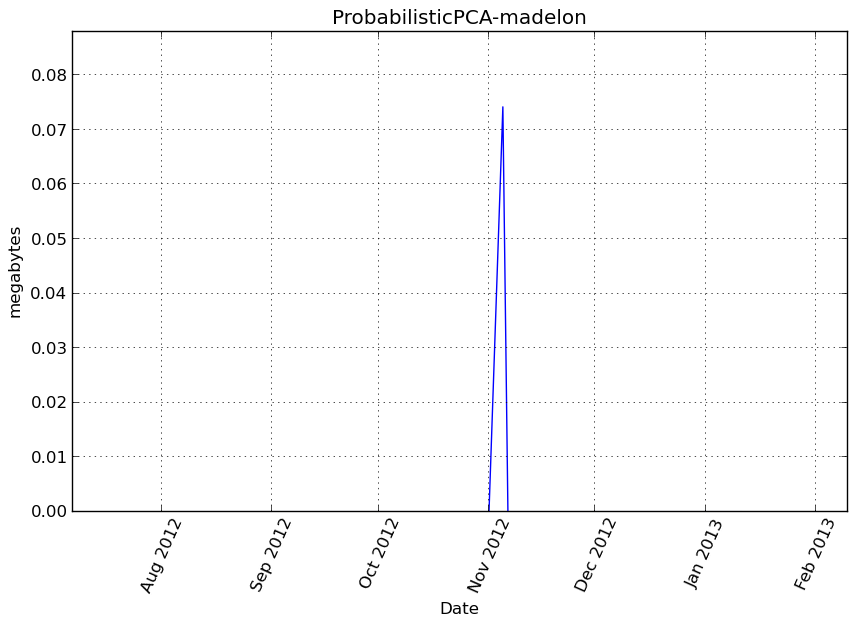 ProbabilisticPCA-madelon
0.08
0.07
0.06
0.05
0.04
0.03
0.02
0.01
0.00
megabytes
Aug 2012
Sep 2012
Oct 2012
Nov 2012
Dec 2012
Jan 2013
Feb 2013
Date